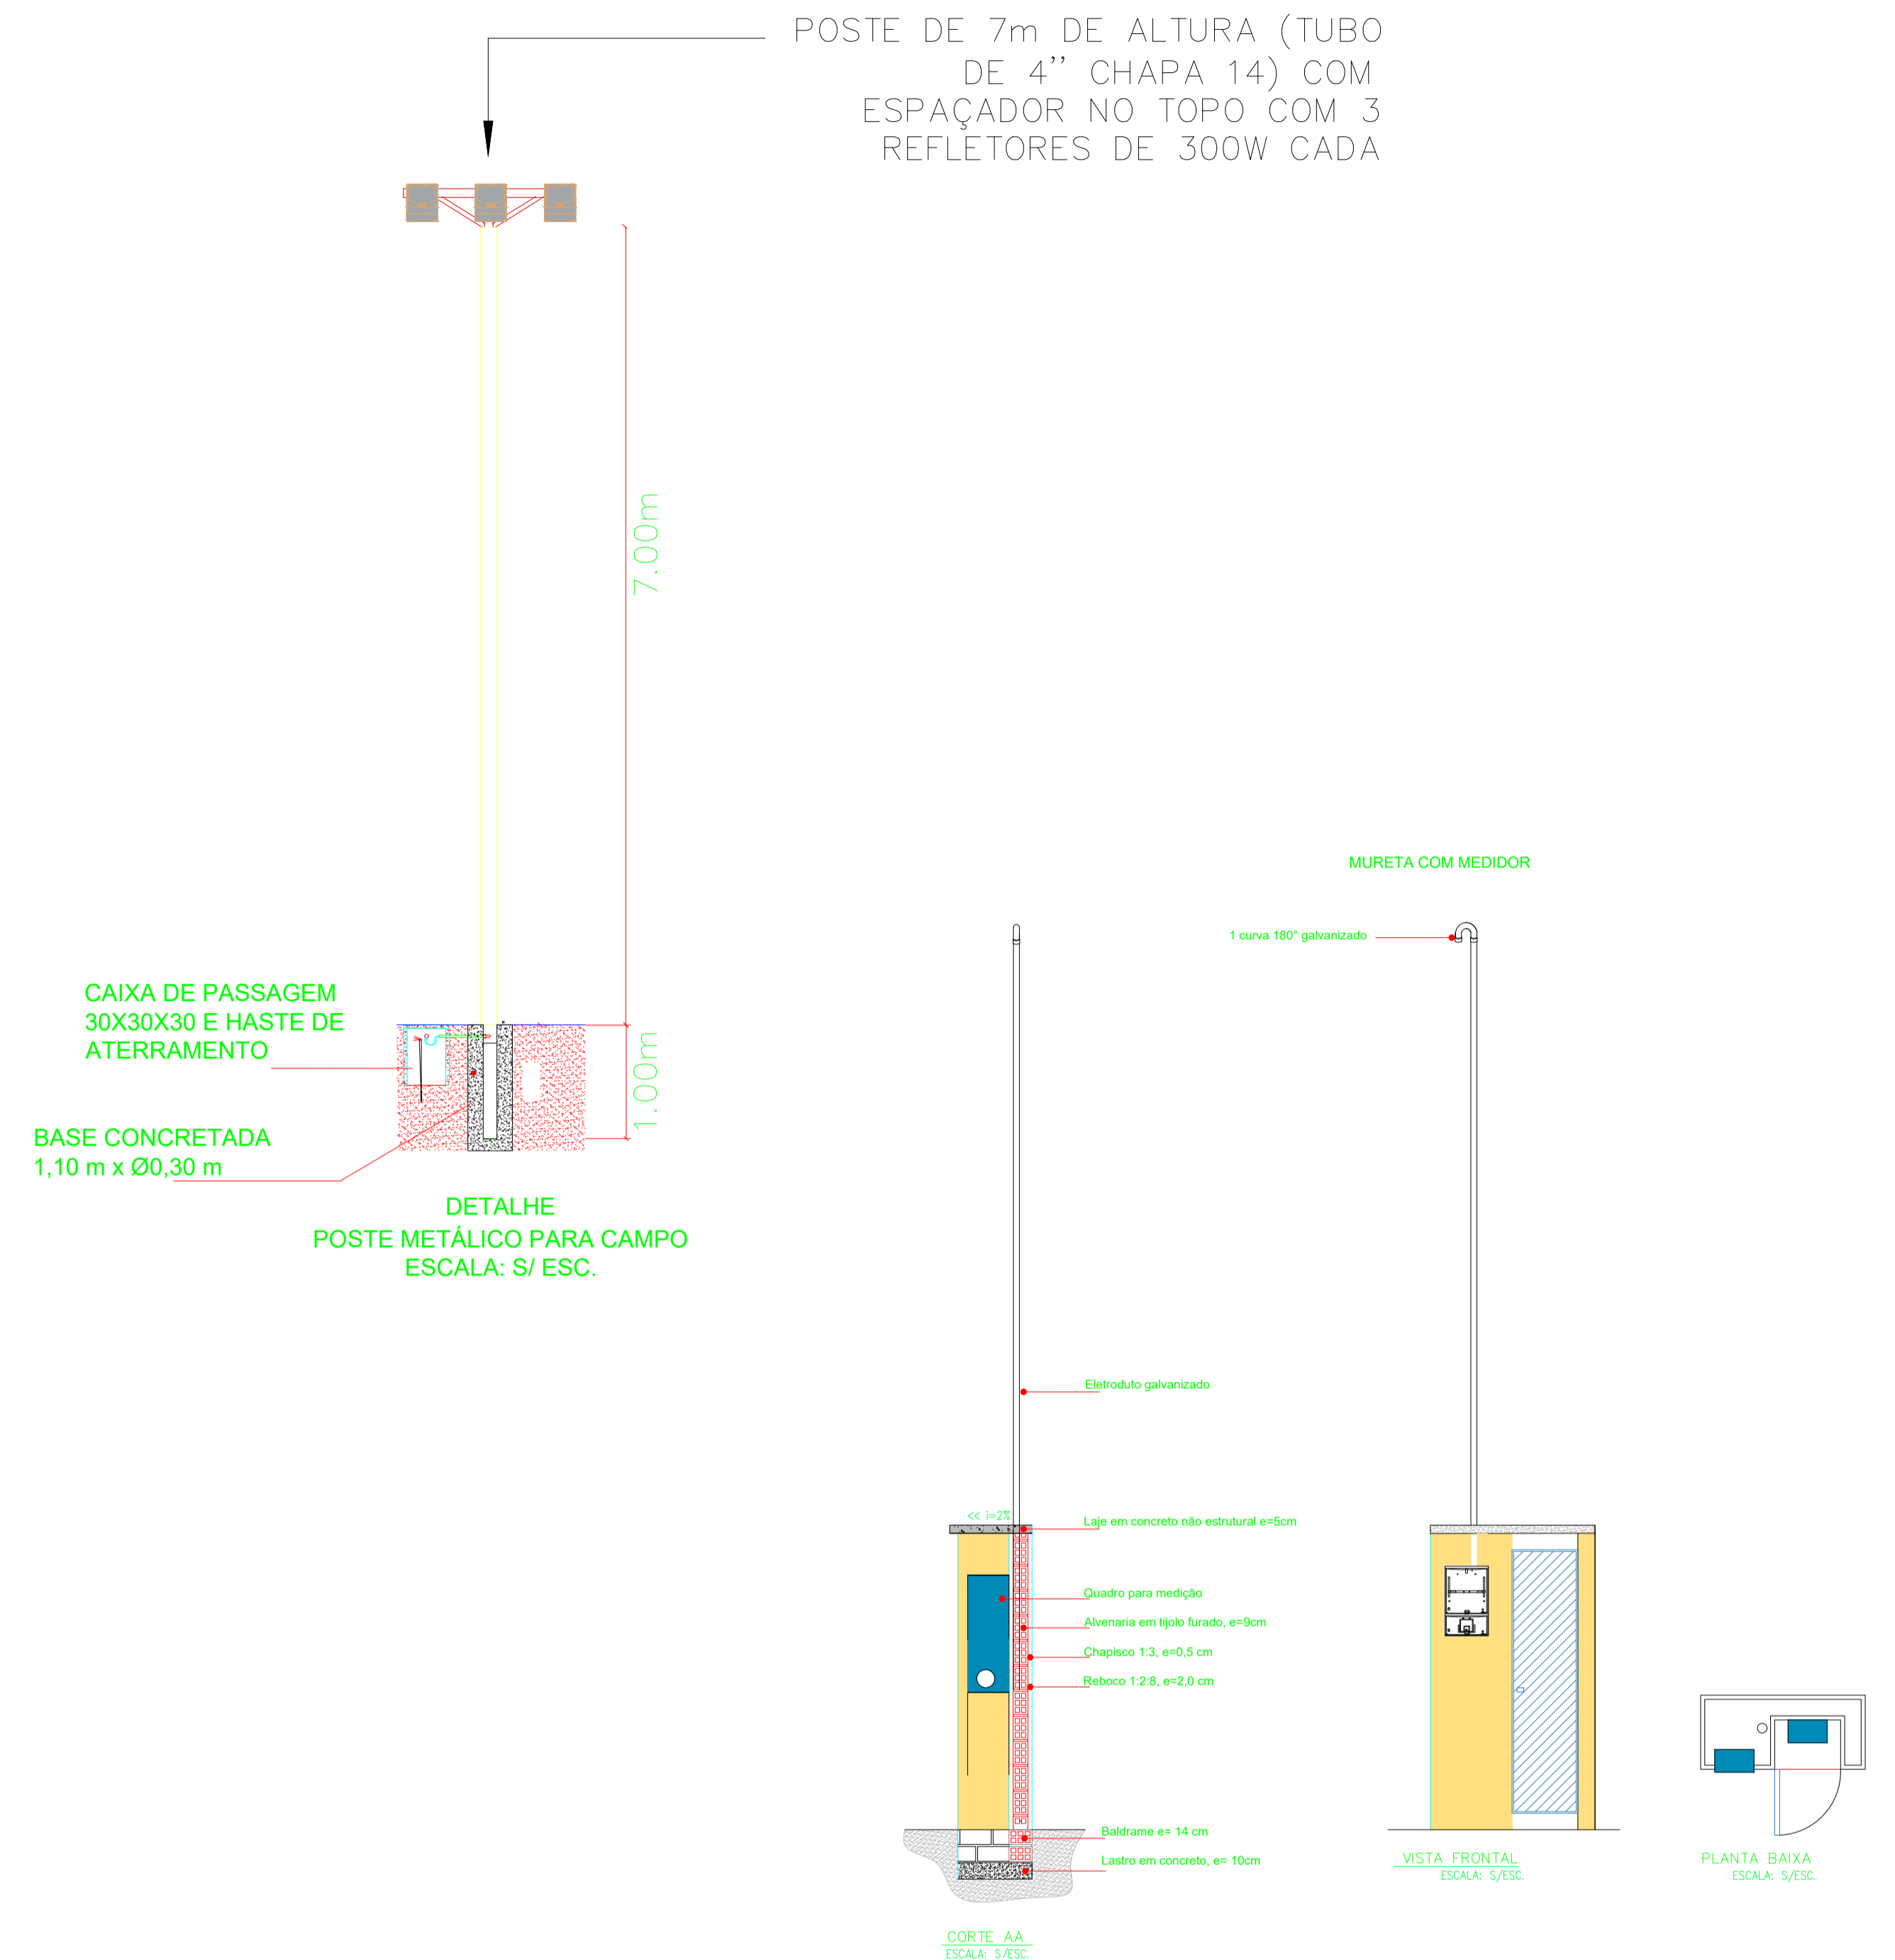 POSTE DE 7m DE ALTURA (TUBO
DE 4'' CHAPA 14) COM
ESPAÇADOR NO TOPO COM 3
REFLETORES DE 300W CADA
7.00m
CAIXA DE PASSAGEM
30X30X30 E HASTE DE
ATERRAMENTO
1.00m
BASE CONCRETADA
1,10 m x Ø0,30 m
DETALHE
POSTE METÁLICO PARA CAMPO
ESCALA: S/ ESC.
MURETA COM MEDIDOR
1 curva 180° galvanizado
Eletroduto galvanizado
<< i=2%
Laje em concreto não estrutural e=5cm
Quadro para medição
Alvenaria em tijolo furado, e=9cm
Chapisco 1:3, e=0,5 cm
Reboco 1:2:8, e=2,0 cm
Baldrame e= 14 cm
Lastro em concreto, e= 10cm
CORTE AA
ESCALA: S/ESC.
VISTA FRONTAL
ESCALA: S/ESC.
PLANTA BAIXA
ESCALA: S/ESC.